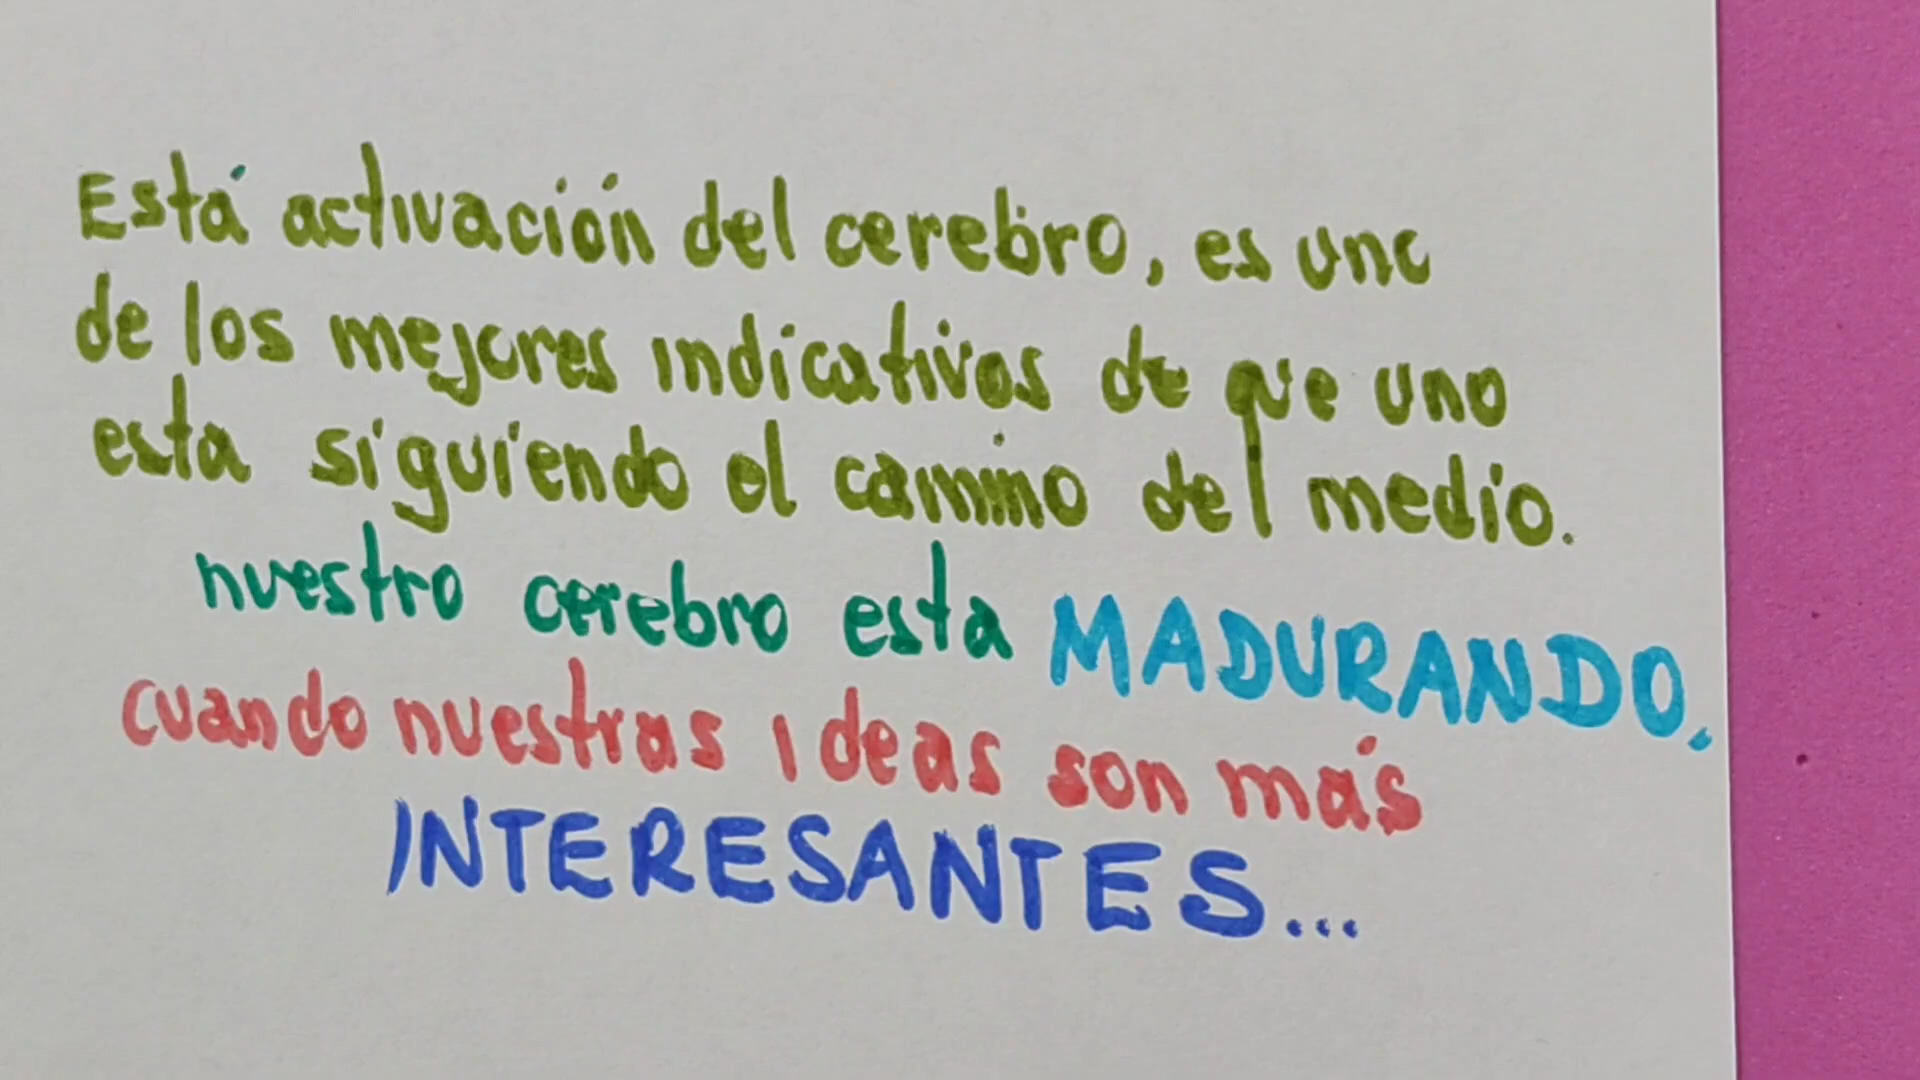 Está activación del cerebro, es uno
de los mejores indicativos de que uno
esta siguiendo el camino del medio.
nuestro cerebro esta MADURANDO.
cuando nuestras ideas son más
INTERESANTES...